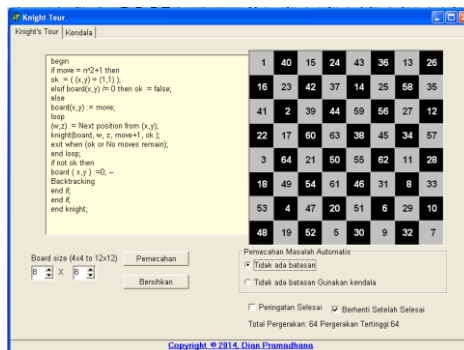 Knight Tour
Knight's Tour Kendala
begin
if move = n^2+1 then
ok := ( (x,y) = (1,1) );
elsif board(x,y) /= 0 then ok := false;
else
board(x,y) := move;
loop
(w,z) := Next position from (x,y);
knight(board, w, z, move+1, ok );
exit when (ok or No moves remain);
end loop;
if not ok then
board ( x,y ) :=0; --
Backtracking
end if;
end if;
end knight;
1 40 15 24 43 36 13 26
16 23 42 37 14 25 58 35
41 2 39 44 59 56 27 12
22 17 60 63 38 45 34 57
3 64 21 50 55 62 11 28
18 49 54 61 46 31 8 33
53 4 47 20 51 6 29 10
48 19 52 5 30 9 32 7
Board size (4x4 to 12x12)
8 X 8
Pemecahan
Bersihkan
Pemecahan Masalah Automatis
Tidak ada batasan
Tidak ada batasan Gunakan kendala
Peringatan Selesai Berhenti Setelah Selesai
Total Pergerakan: 64 Pergerakan Tertinggi:64
Copyright © 2014, Dian Pramadhana